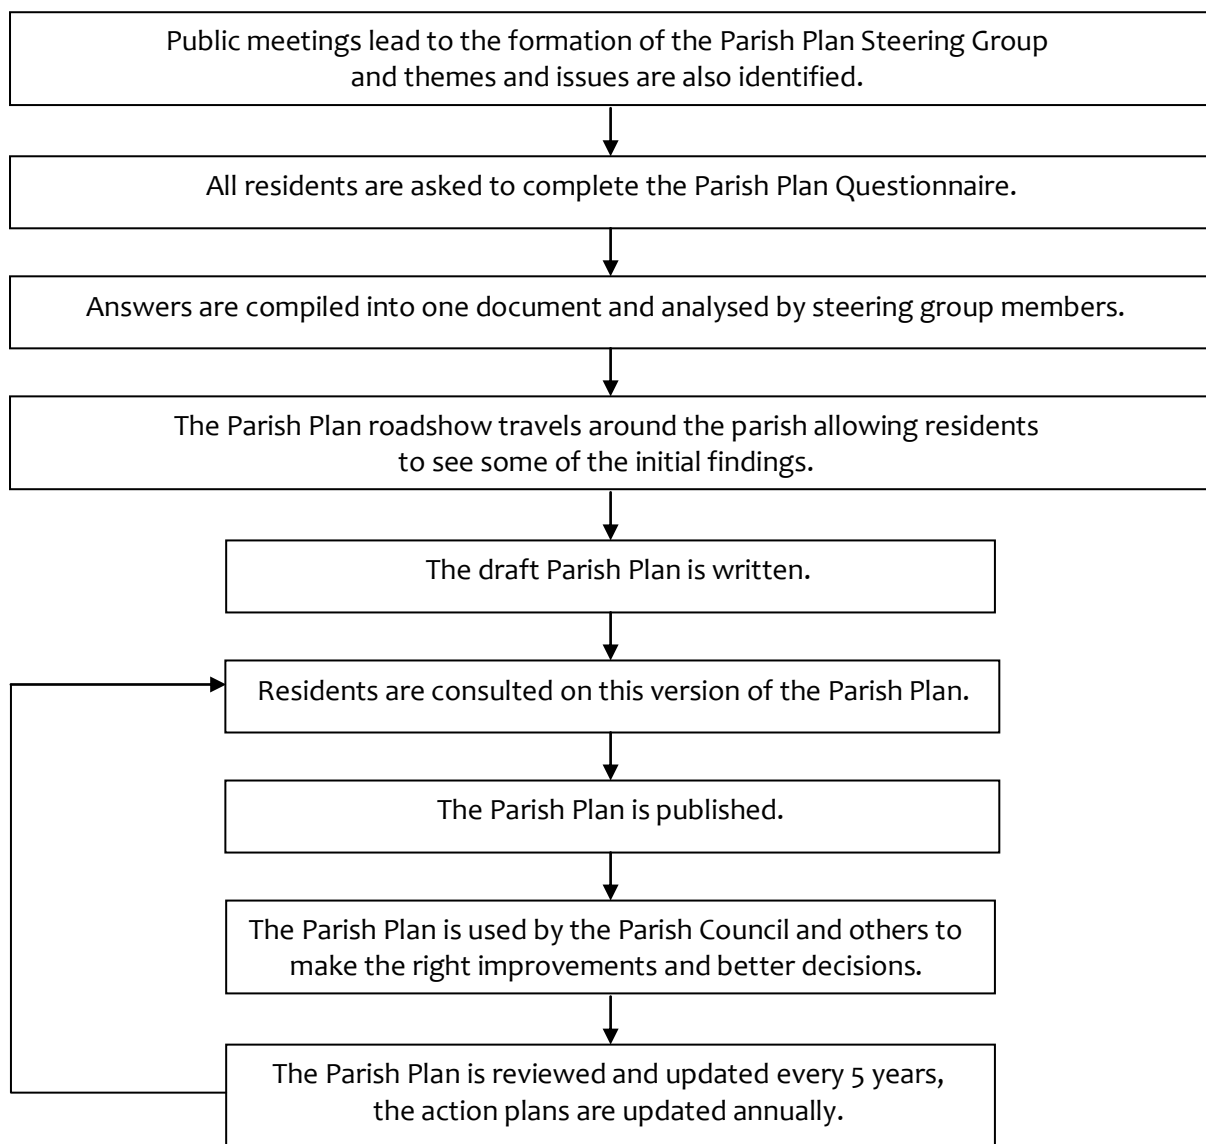 Public meetings lead to the formation of the Parish Plan Steering Group
and themes and issues are also identified.
All residents are asked to complete the Parish Plan Questionnaire.
Answers are compiled into one document and analysed by steering group members.
The Parish Plan roadshow travels around the parish allowing residents
to see some of the initial findings.
The draft Parish Plan is written.
Residents are consulted on this version of the Parish Plan.
The Parish Plan is published.
The Parish Plan is used by the Parish Council and others to
make the right improvements and better decisions.
The Parish Plan is reviewed and updated every 5 years,
the action plans are updated annually.